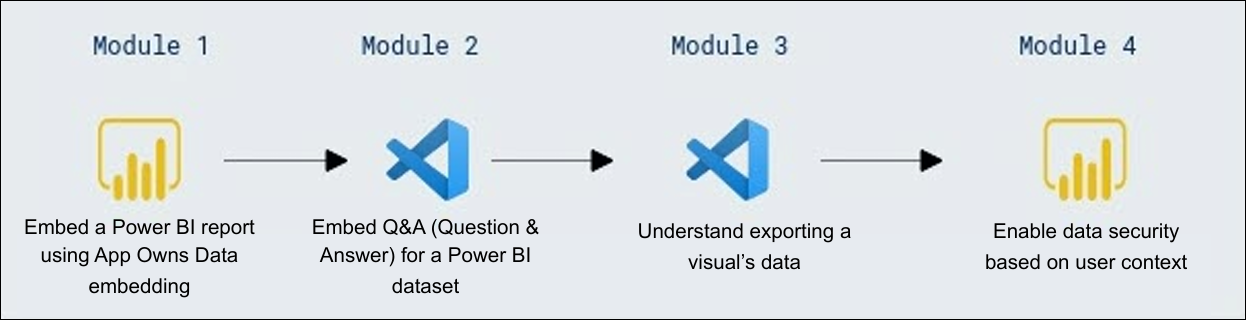 Module 1
Module 2
Module 3
Module 4
Embed a Power BI report
using App Owns Data
embedding
Embed Q&A (Question &
Answer) for a Power BI
dataset
Understand exporting a
visual’s data
Enable data security
based on user context